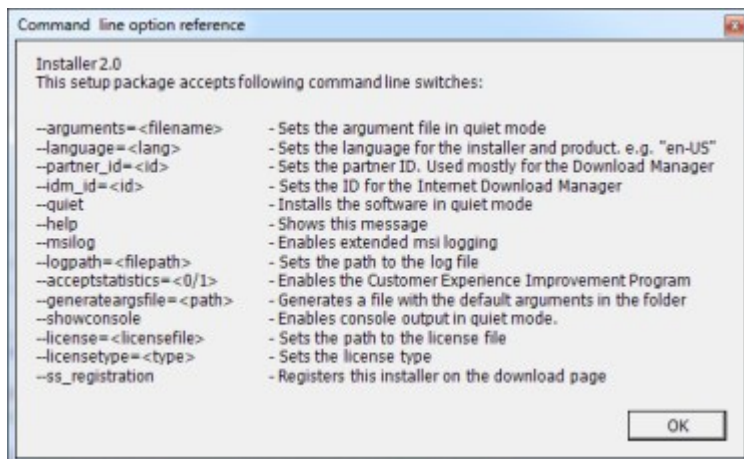 Command line option reference
Installer 2.0
This setup package accepts following command line switches:
--arguments=<filename> - Sets the argument file in quiet mode
--language=<lang> - Sets the language for the installer and product. e.g. "en-US"
--partner_id=<id> - Sets the partner ID. Used mostly for the Download Manager
--idm_id=<id> - Sets the ID for the Internet Download Manager
--quiet - Installs the software in quiet mode
--help - Shows this message
--msilog - Enables extended msi logging
--logpath=<filepath> - Sets the path to the log file
--acceptstatistics=<0/1> - Enables the Customer Experience Improvement Program
--generateargsfile=<path> - Generates a file with the default arguments in the folder
--showconsole - Enables console output in quiet mode.
--license=<licensefile> - Sets the path to the license file
--licensetype=<type> - Sets the license type
--ss_registration - Registers this installer on the download page
OK